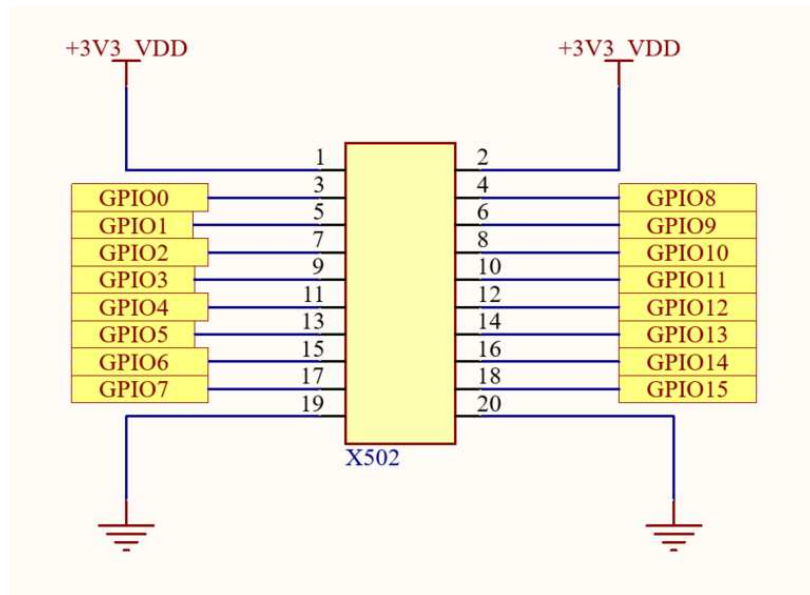 +3V3_VDD +3V3_VDD
1 2
GPIO0 3 4 GPIO8
GPIO1 5 6 GPIO9
GPIO2 7 8 GPIO10
GPIO3 9 10 GPIO11
GPIO4 11 12 GPIO12
GPIO5 13 14 GPIO13
GPIO6 15 16 GPIO14
GPIO7 17 18 GPIO15
19 20
X502